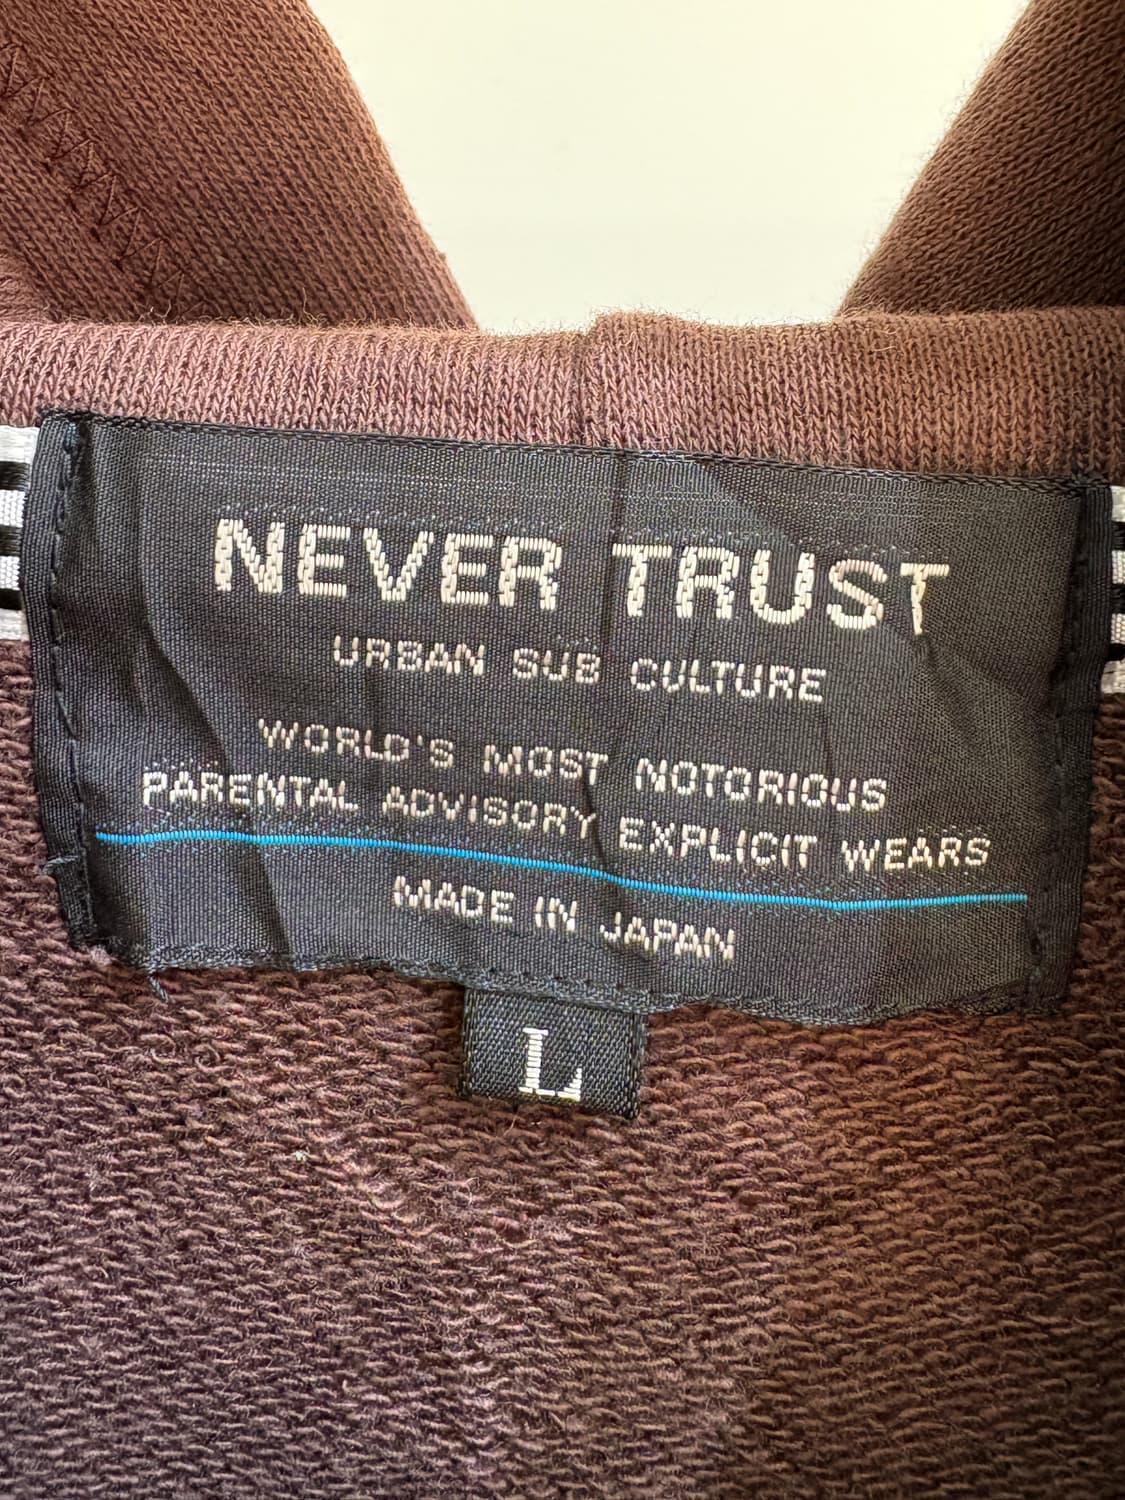 NEVER TRUST
URBAN SUB CULTURE
WORLD'S MOST NOTORIOUS
PARENTAL ADVISORY EXPLICIT WEARS
MADE IN JAPAN
L